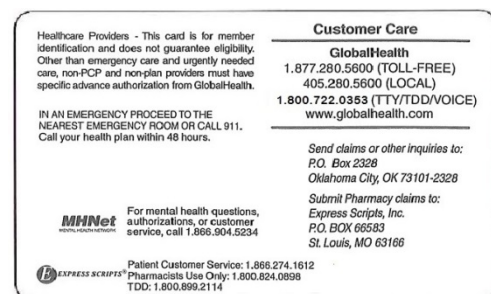 Healthcare Providers - This card is for member
identification and does not guarantee eligibility.
Other than emergency care and urgently needed
care, non-PCP and non-plan providers must have
specific advance authorization from GlobalHealth.
IN AN EMERGENCY PROCEED TO THE
NEAREST EMERGENCY ROOM OR CALL 911.
Call your health plan within 48 hours.
MHNet
MENTAL HEALTH NETWORK
For mental health questions,
authorizations, or customer
service, call 1.866.904.5234
EXPRESS SCRIPTS®
Patient Customer Service: 1.866.274.1612
Pharmacists Use Only: 1.800.824.0898
TDD: 1.800.899.2114
Customer Care
GlobalHealth
1.877.280.5600 (TOLL-FREE)
405.280.5600 (LOCAL)
1.800.722.0353 (TTY/TDD/VOICE)
www.globalhealth.com
Send claims or other inquiries to:
P.O. Box 2328
Oklahoma City, OK 73101-2328
Submit Pharmacy claims to:
Express Scripts, Inc.
P.O. BOX 66583
St. Louis, MO 63166